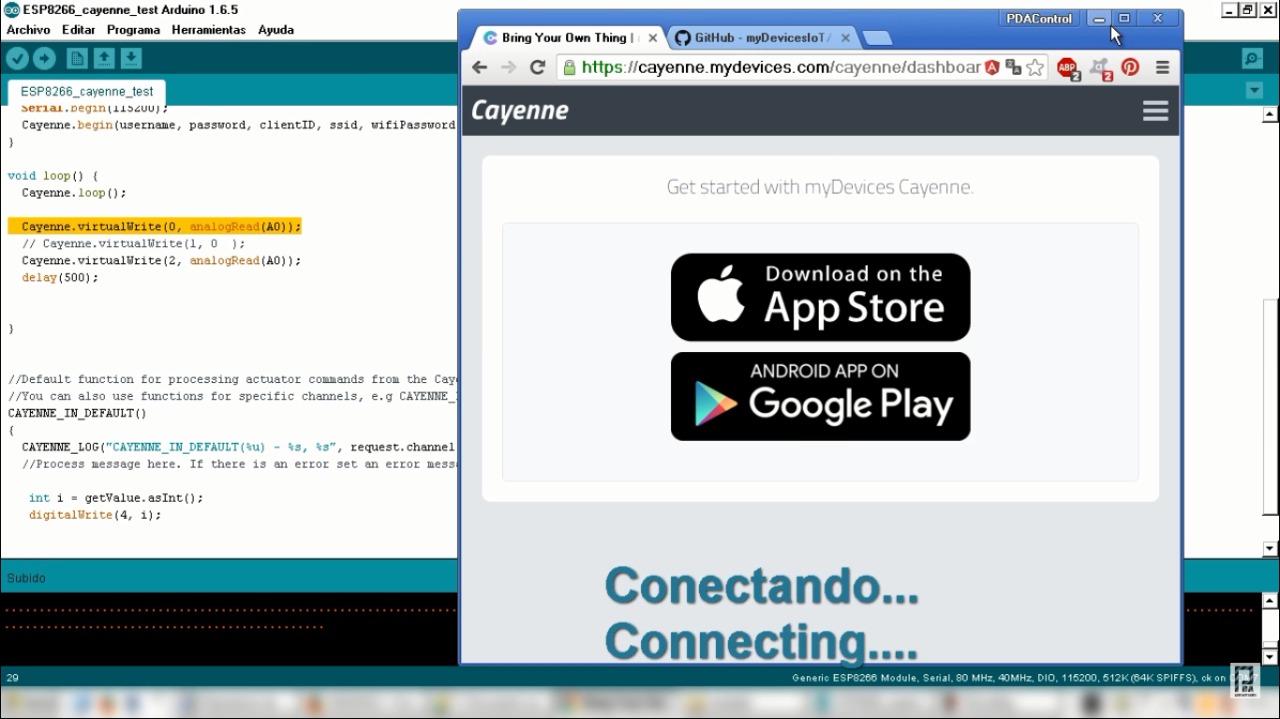 ESP8266_cayenne_test Arduino 1.6.5
Archivo Editar Programa Herramientas Ayuda
ESP8266_cayenne_test
Serial.begin(115200);
Cayenne.begin(username, password, clientID, ssid, wifiPassword
}
void loop() {
Cayenne.loop();
Cayenne.virtualWrite(0, analogRead(A0));
// Cayenne.virtualWrite(1, 0 );
Cayenne.virtualWrite(2, analogRead(A0));
delay(500);
}
//Default function for processing actuator commands from the Caye
//You can also use functions for specific channels, e.g CAYENNE_
CAYENNE_IN_DEFAULT()
{
CAYENNE_LOG("CAYENNE_IN_DEFAULT(%u) - %s, %s", request.channel
//Process message here. If there is an error set an error mess
int i = getValue.asInt();
digitalWrite(4, i);
Subido
29
Generic ESP8266 Module, Serial, 80 MHz, 40MHz, DIO, 115200, 512K (64K SPIFFS), ck on
PDAControl
Bring Your Own Thing |
GitHub - myDevicesIoT/
https://cayenne.mydevices.com/cayenne/dashboar
ABP
2
2
Cayenne
Get started with myDevices Cayenne.
Download on the
App Store
ANDROID APP ON
Google Play
Conectando...
Connecting....